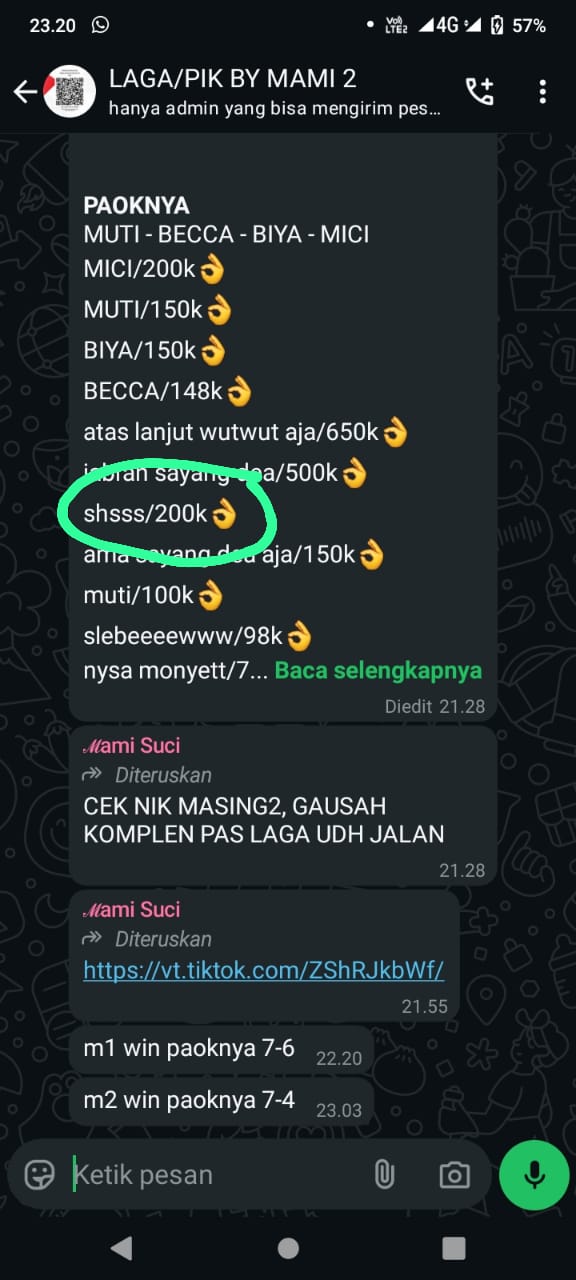 23.20
Vo)) LTE2 4G 57%
LAGA/PIK BY MAMI 2
hanya admin yang bisa mengirim pes...
PAOKNYA
MUTI - BECCA - BIYA - MICI
MICI/200k👌
MUTI/150k👌
BIYA/150k👌
BECCA/148k👌
atas lanjut wutwut aja/650k👌
sayang dea/500k👌
shsss/200k👌
ama sayang dea aja/150k👌
muti/100k👌
slebeeeewww/98k👌
nysa monyett/7... Baca selengkapnya
Diedit 21.28
Mami Suci
Diteruskan
CEK NIK MASING2, GAUSAH
KOMPLEN PAS LAGA UDH JALAN
21.28
Mami Suci
Diteruskan
https://vt.tiktok.com/ZShRJkbWf/
21.55
m1 win paoknya 7-6 22.20
m2 win paoknya 7-4 23.03
Ketik pesan